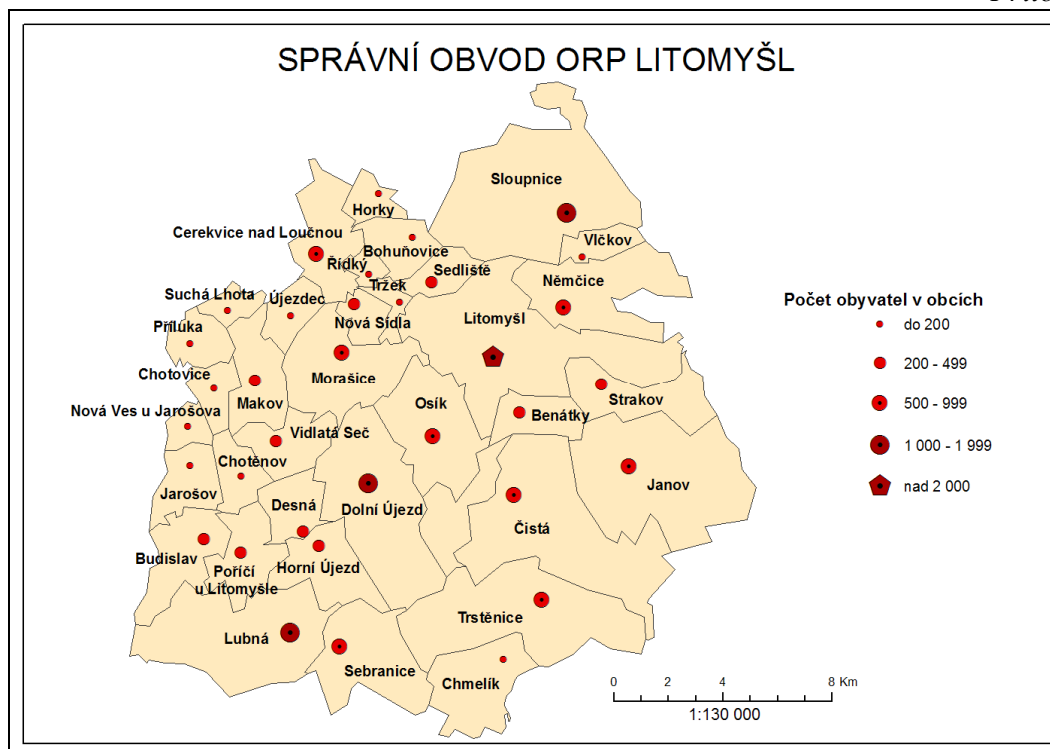 SPRÁVNÍ OBVOD ORP LITOMYŠL
Sloupnice
Horky
Cerekvice nad Loučnou
Bohuňovice
Vlčkov
Řídký
Sedliště
Němčice
Tržek
Suchá Lhota
Újezdec
Nová Sídla
Litomyšl
Příluka
Morašice
Chotovice
Makov
Osík
Strakov
Benátky
Nová Ves u Jarošova
Vidlatá Seč
Chotěnov
Jarošov
Janov
Desná
Dolní Újezd
Čistá
Budislav
Poříčí
u Litomyšle
Horní Újezd
Trstěnice
Lubná
Sebranice
Chmelík
Počet obyvatel v obcích
do 200
200 - 499
500 - 999
1 000 - 1 999
nad 2 000
0 2 4 8 Km
1:130 000